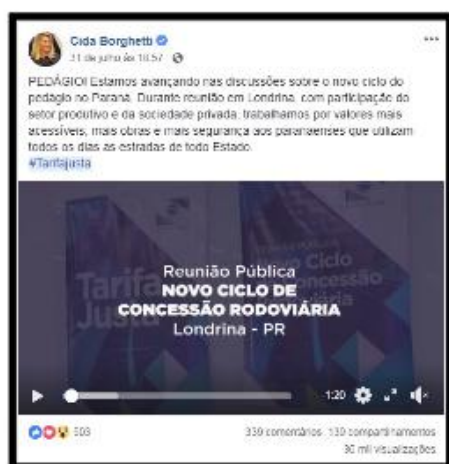 Cida Borghetti
31 de julho às 18:57
PEDÁGIO! Estamos avançando nas discussões sobre o novo ciclo do
pedágio no Paraná. Durante reunião em Londrina, com participação do
setor produtivo e da sociedade privada, trabalhamos por valores mais
acessíveis, mais obras e mais segurança aos paranaenses que utilizam
todos os dias as estradas de todo Estado.
#Tarifajusta
Tarifa
Justa
Novo Ciclo
Concessão
Rodoviária
Reunião Pública
NOVO CICLO DE
CONCESSÃO RODOVIÁRIA
Londrina - PR
1:20
503
339 comentários 139 compartilhamentos
30 mil visualizações